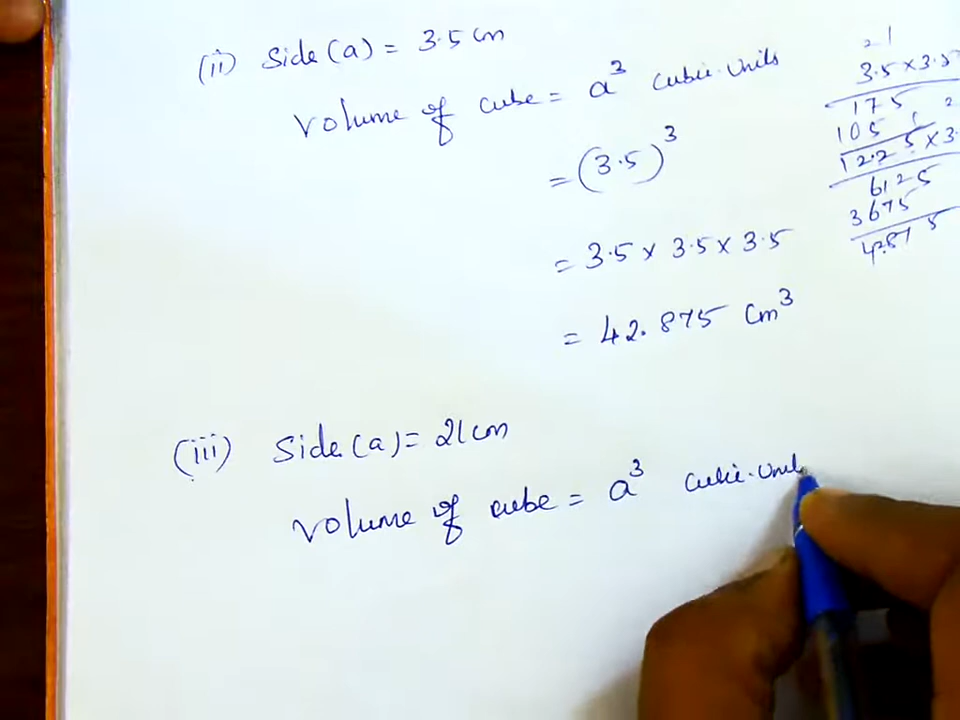 (ii) Side (a) = 3.5 cm
Volume of cube = a³ cubic units
= (3.5)³
= 3.5 × 3.5 × 3.5
= 42.875 cm³
2 1
3.5 × 3.5
175
105
12.25 × 3.
6125
3675
42.875
(iii) Side (a) = 21 cm
Volume of cube = a³ cubic units